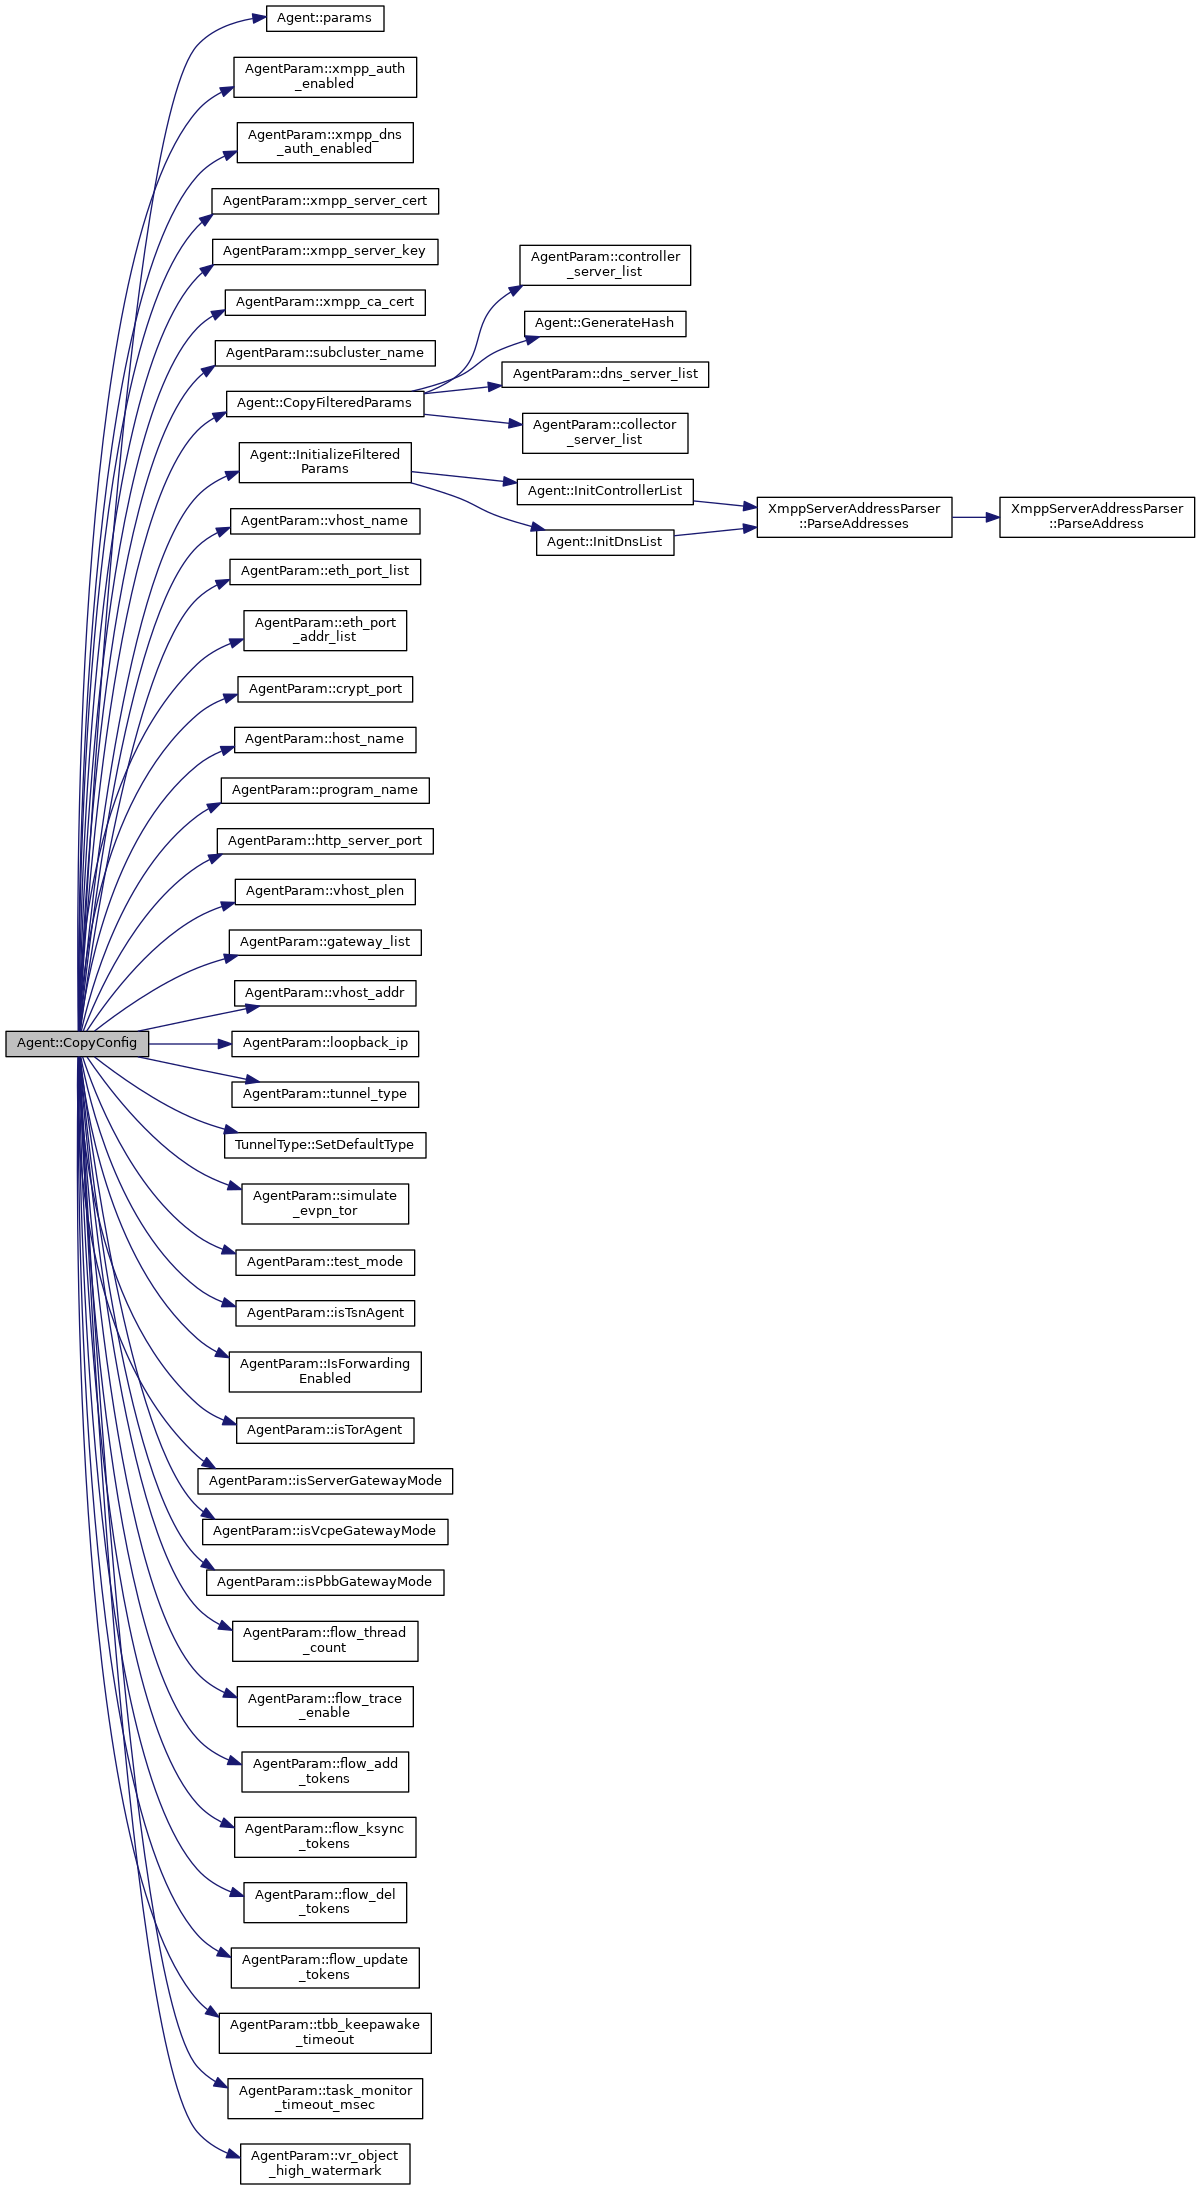 Agent::params
AgentParam::xmpp_auth
_enabled
AgentParam::xmpp_dns
_auth_enabled
AgentParam::xmpp_server_cert
AgentParam::xmpp_server_key
AgentParam::xmpp_ca_cert
AgentParam::subcluster_name
Agent::CopyFilteredParams
Agent::InitializeFiltered
Params
AgentParam::vhost_name
AgentParam::eth_port_list
AgentParam::eth_port
_addr_list
AgentParam::crypt_port
AgentParam::host_name
AgentParam::program_name
AgentParam::http_server_port
AgentParam::vhost_plen
AgentParam::gateway_list
AgentParam::vhost_addr
Agent::CopyConfig
AgentParam::loopback_ip
AgentParam::tunnel_type
TunnelType::SetDefaultType
AgentParam::simulate
_evpn_tor
AgentParam::test_mode
AgentParam::isTsnAgent
AgentParam::IsForwarding
Enabled
AgentParam::isTorAgent
AgentParam::isServerGatewayMode
AgentParam::isVcpeGatewayMode
AgentParam::isPbbGatewayMode
AgentParam::flow_thread
_count
AgentParam::flow_trace
_enable
AgentParam::flow_add
_tokens
AgentParam::flow_ksync
_tokens
AgentParam::flow_del
_tokens
AgentParam::flow_update
_tokens
AgentParam::tbb_keepawake
_timeout
AgentParam::task_monitor
_timeout_msec
AgentParam::vr_object
_high_watermark
AgentParam::controller
_server_list
Agent::GenerateHash
AgentParam::dns_server_list
AgentParam::collector
_server_list
Agent::InitControllerList
Agent::InitDnsList
XmppServerAddressParser
::ParseAddresses
XmppServerAddressParser
::ParseAddress